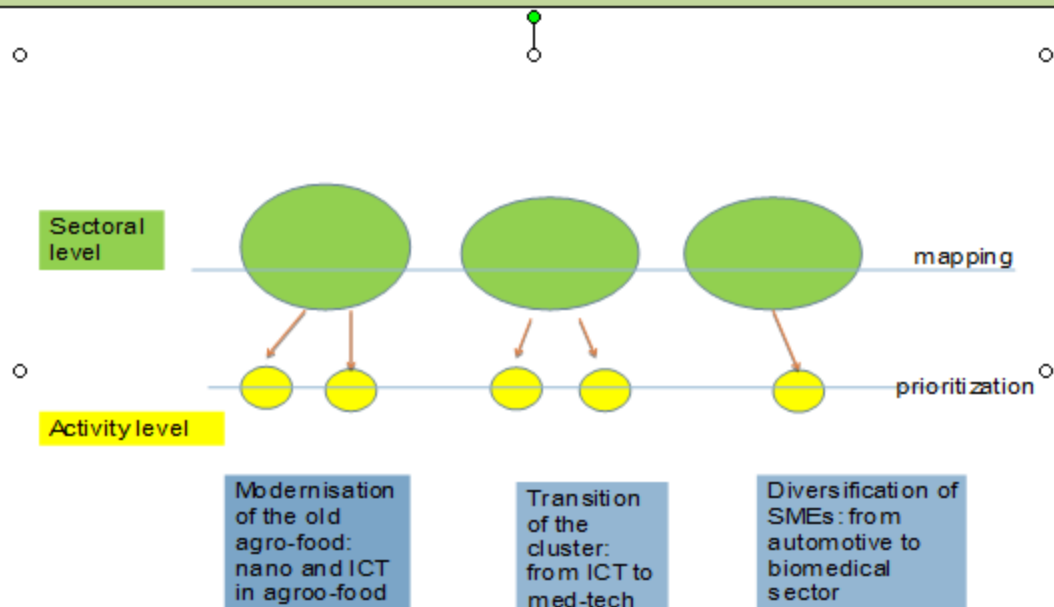 Sectoral
level
mapping
prioritization
Activity level
Modernisation
of the old
agro-food:
nano and ICT
in agroo-food
Transition
of the
cluster:
from ICT to
med-tech
Diversification of
SMEs: from
automotive to
biomedical
sector